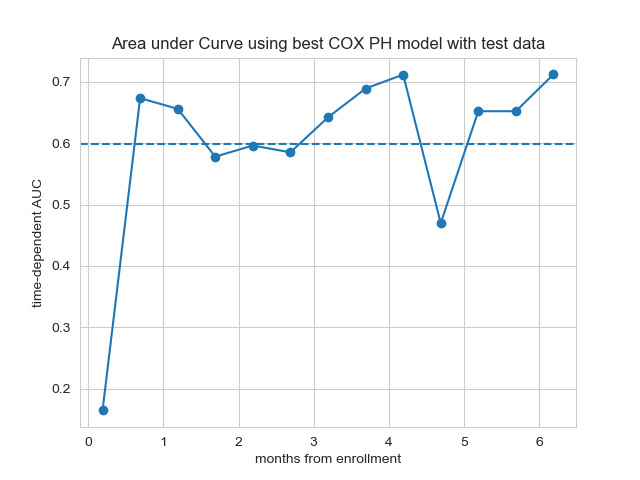 Area under Curve using best COX PH model with test data
time-dependent AUC
0.7
0.6
0.5
0.4
0.3
0.2
0 1 2 3 4 5 6
months from enrollment